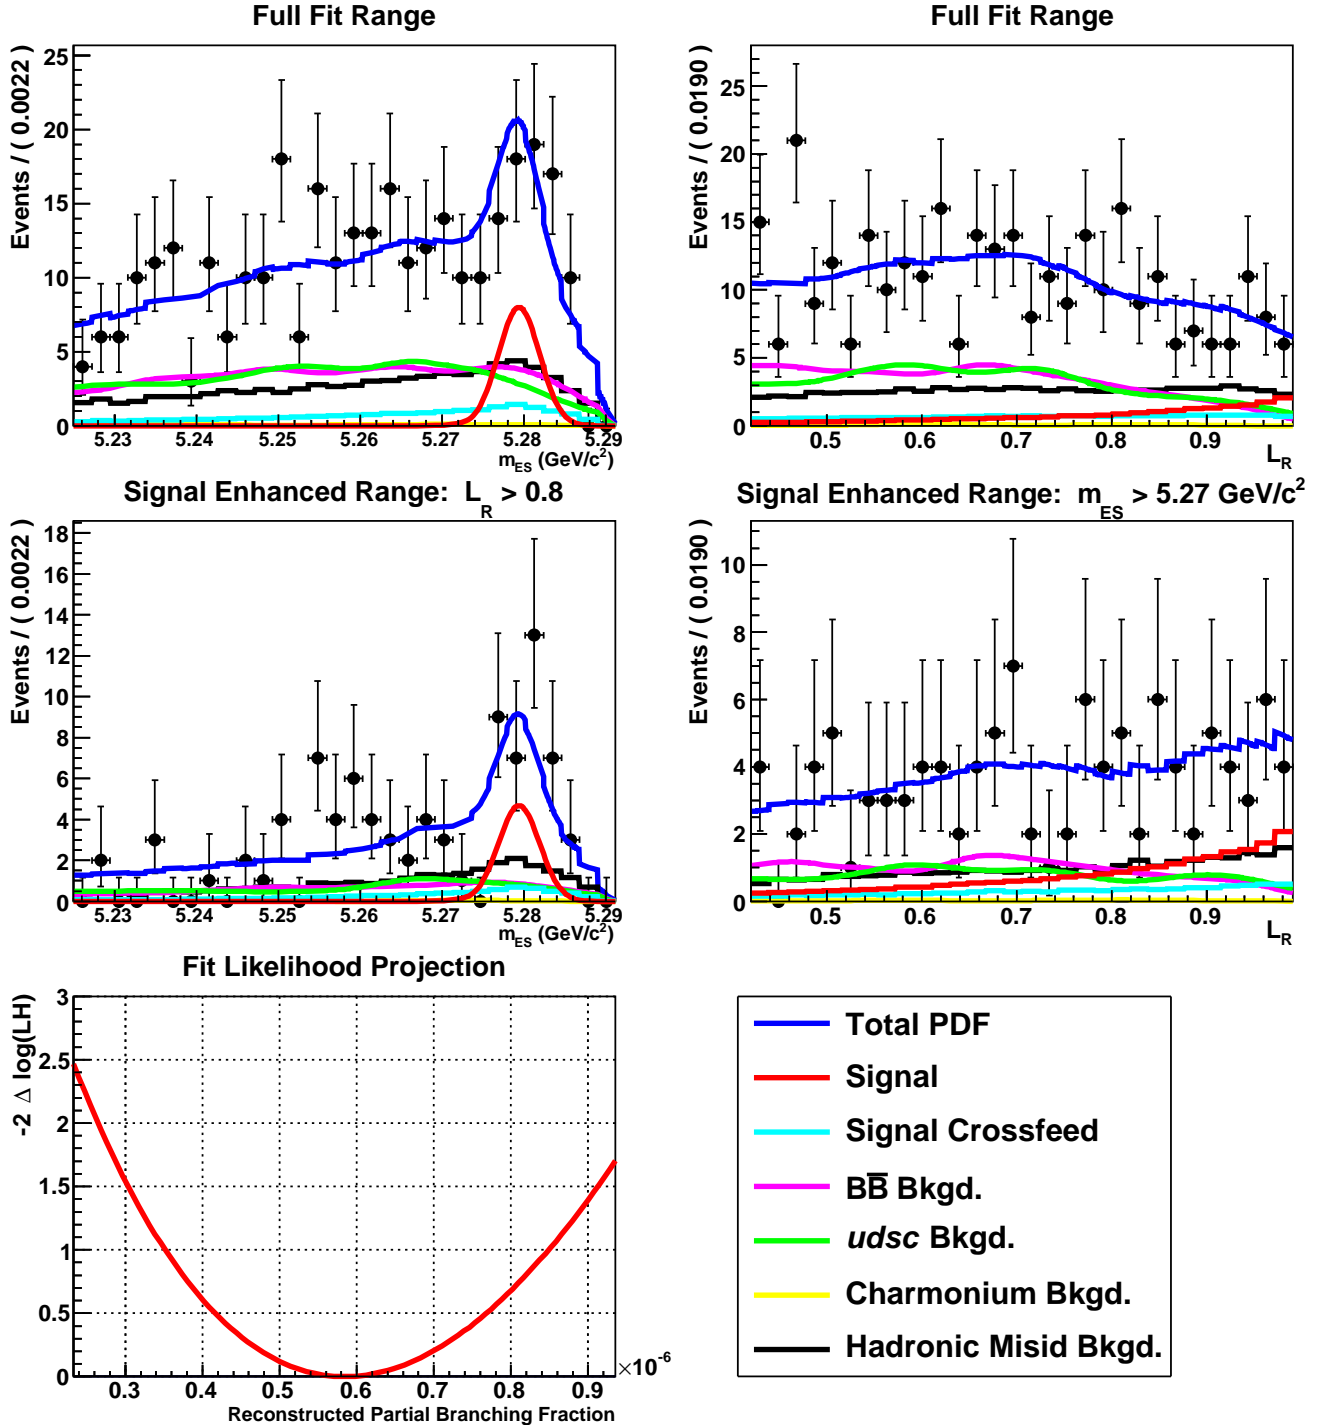 Full Fit Range
Events / ( 0.0022 )
25
20
15
10
5
0
5.23 5.24 5.25 5.26 5.27 5.28 5.29
m_ES (GeV/c²)
Full Fit Range
Events / ( 0.0190 )
25
20
15
10
5
0
0.5 0.6 0.7 0.8 0.9
L_R
Signal Enhanced Range: L_R > 0.8
Events / ( 0.0022 )
18
16
14
12
10
8
6
4
2
0
5.23 5.24 5.25 5.26 5.27 5.28 5.29
m_ES (GeV/c²)
Signal Enhanced Range: m_ES > 5.27 GeV/c²
Events / ( 0.0190 )
10
8
6
4
2
0
0.5 0.6 0.7 0.8 0.9
L_R
Fit Likelihood Projection
-2 Δ log(LH)
3
2.5
2
1.5
1
0.5
0
0.3 0.4 0.5 0.6 0.7 0.8 0.9
×10⁻⁶
Reconstructed Partial Branching Fraction
Total PDF
Signal
Signal Crossfeed
BB̅ Bkgd.
udsc Bkgd.
Charmonium Bkgd.
Hadronic Misid Bkgd.